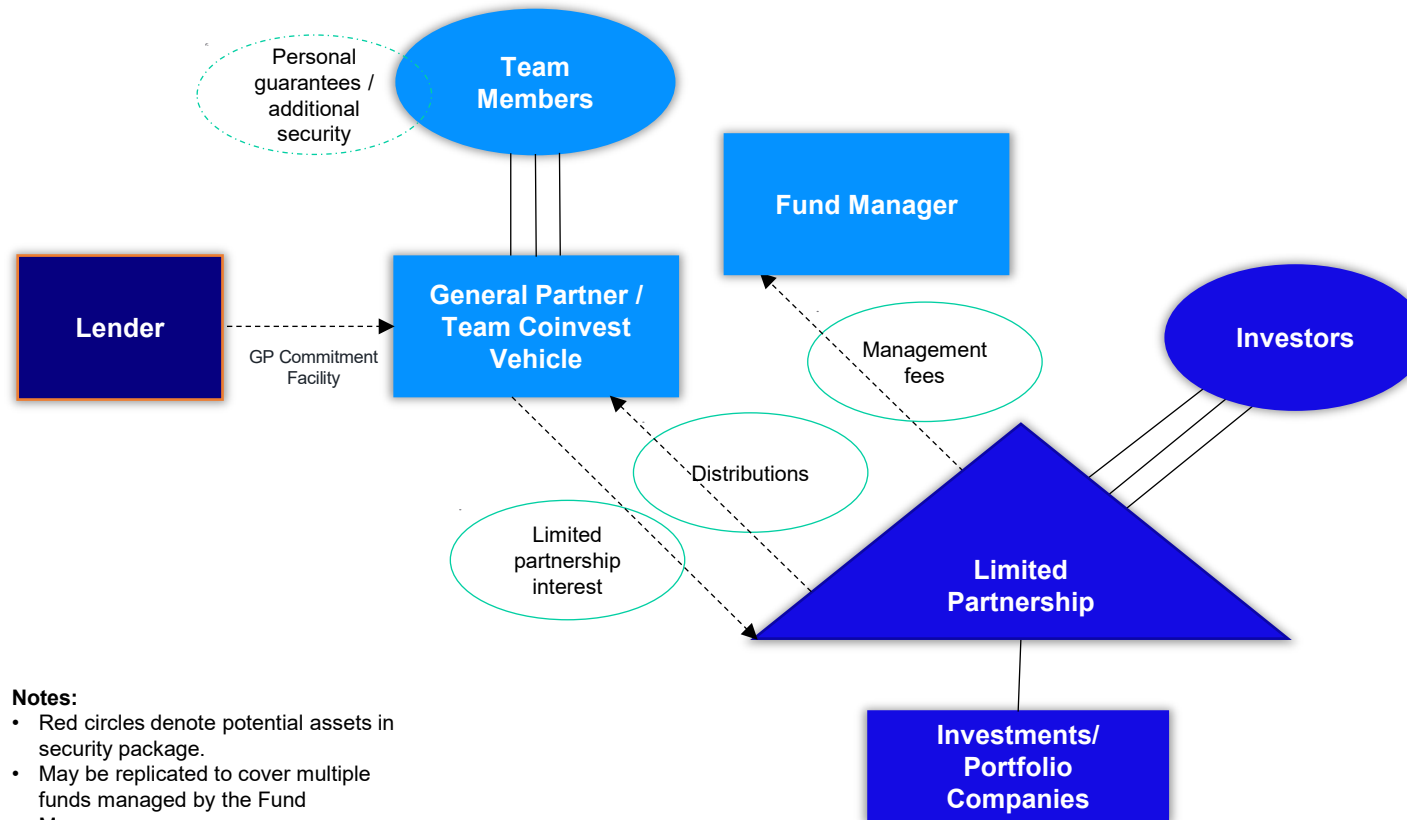 Personal
guarantees /
additional
security
Team
Members
Fund Manager
Lender
GP Commitment
Facility
General Partner /
Team Coinvest
Vehicle
Management
fees
Investors
Distributions
Limited
partnership
interest
Limited
Partnership
Investments/
Portfolio
Companies
Notes:
• Red circles denote potential assets in
security package.
• May be replicated to cover multiple
funds managed by the Fund